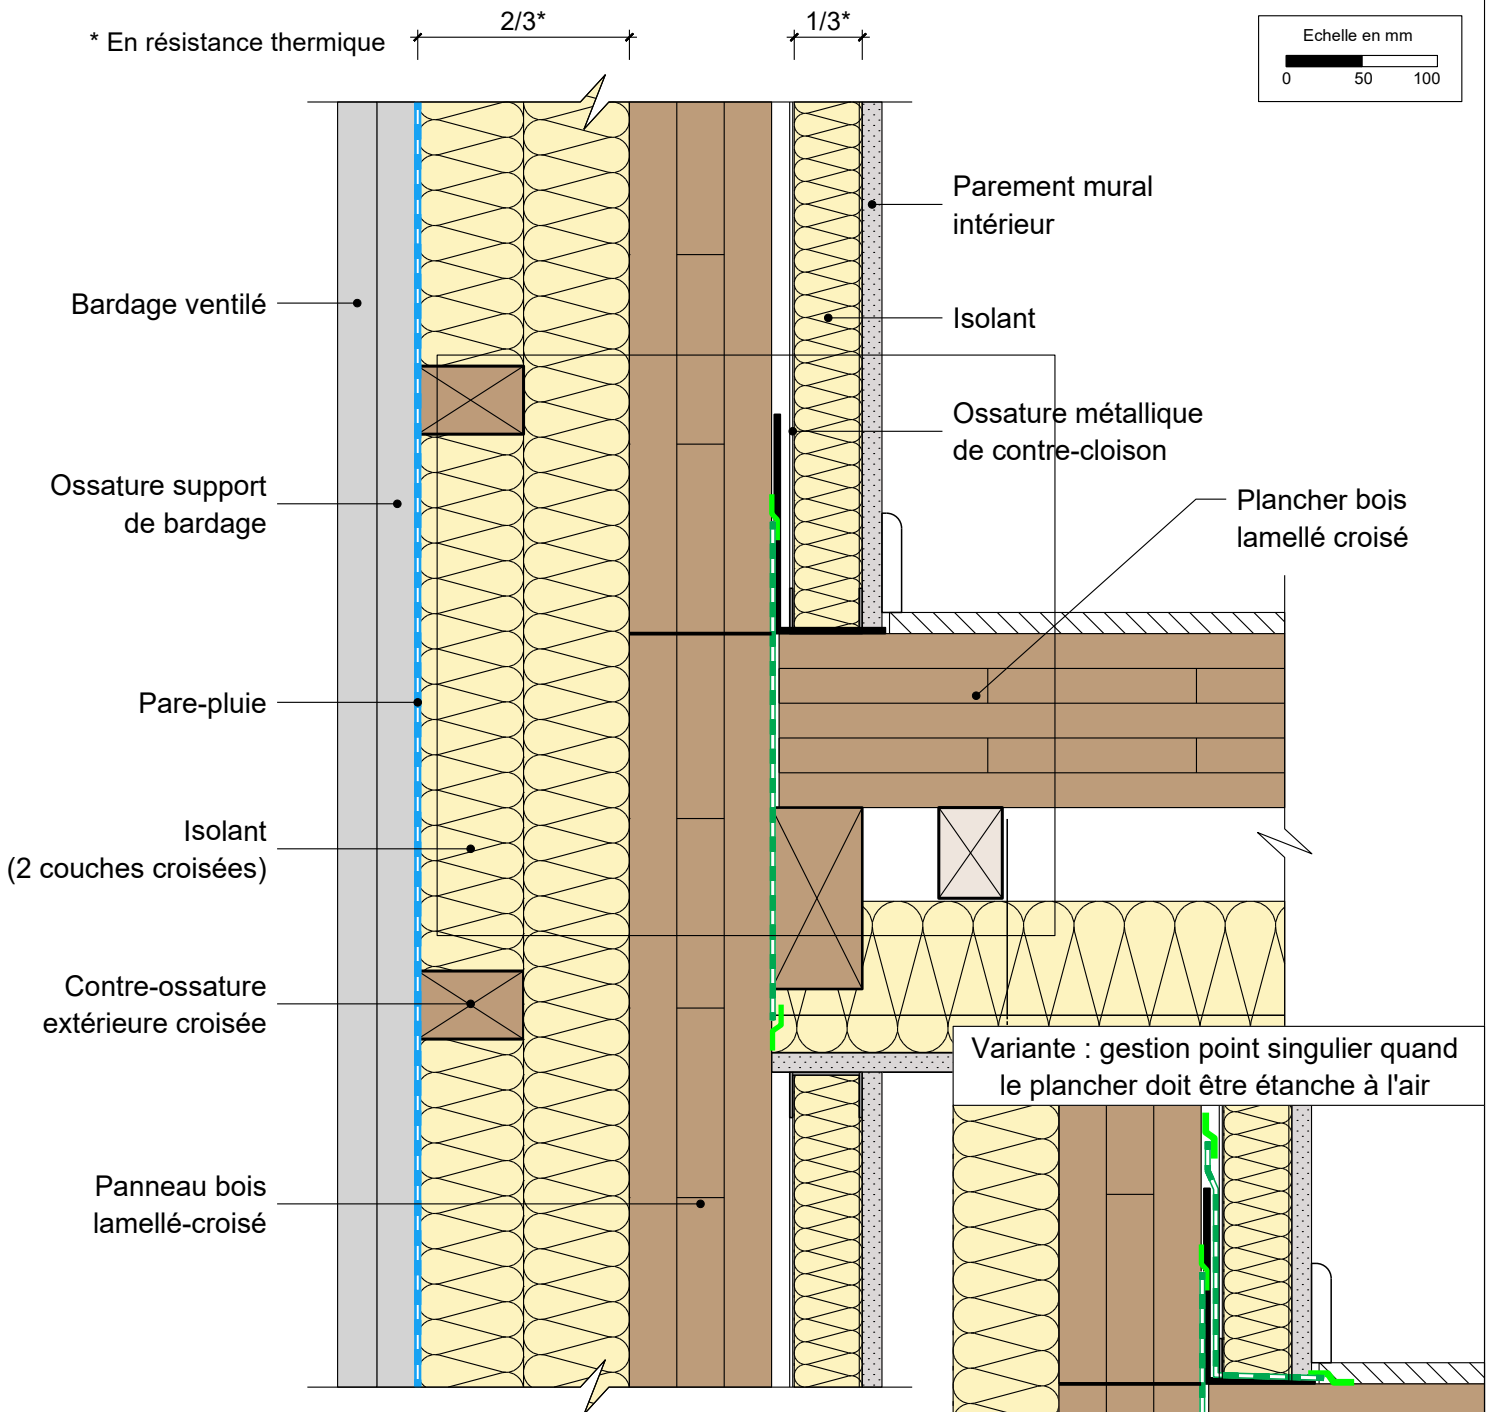 * En résistance thermique
2/3*
1/3*
Echelle en mm
0 50 100
Parement mural
intérieur
Bardage ventilé
Isolant
Ossature métallique
de contre-cloison
Ossature support
de bardage
Plancher bois
lamellé croisé
Pare-pluie
Isolant
(2 couches croisées)
Contre-ossature
extérieure croisée
Variante : gestion point singulier quand
le plancher doit être étanche à l'air
Panneau bois
lamellé-croisé